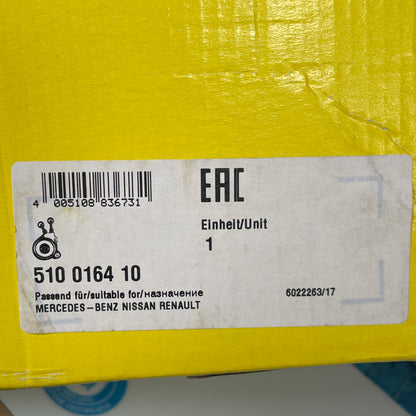 4 005108 836731
EAC
Einheit/Unit
1
510 0164 10
Passend für/suitable for/назначение
6022263/17
MERCEDES-BENZ NISSAN RENAULT